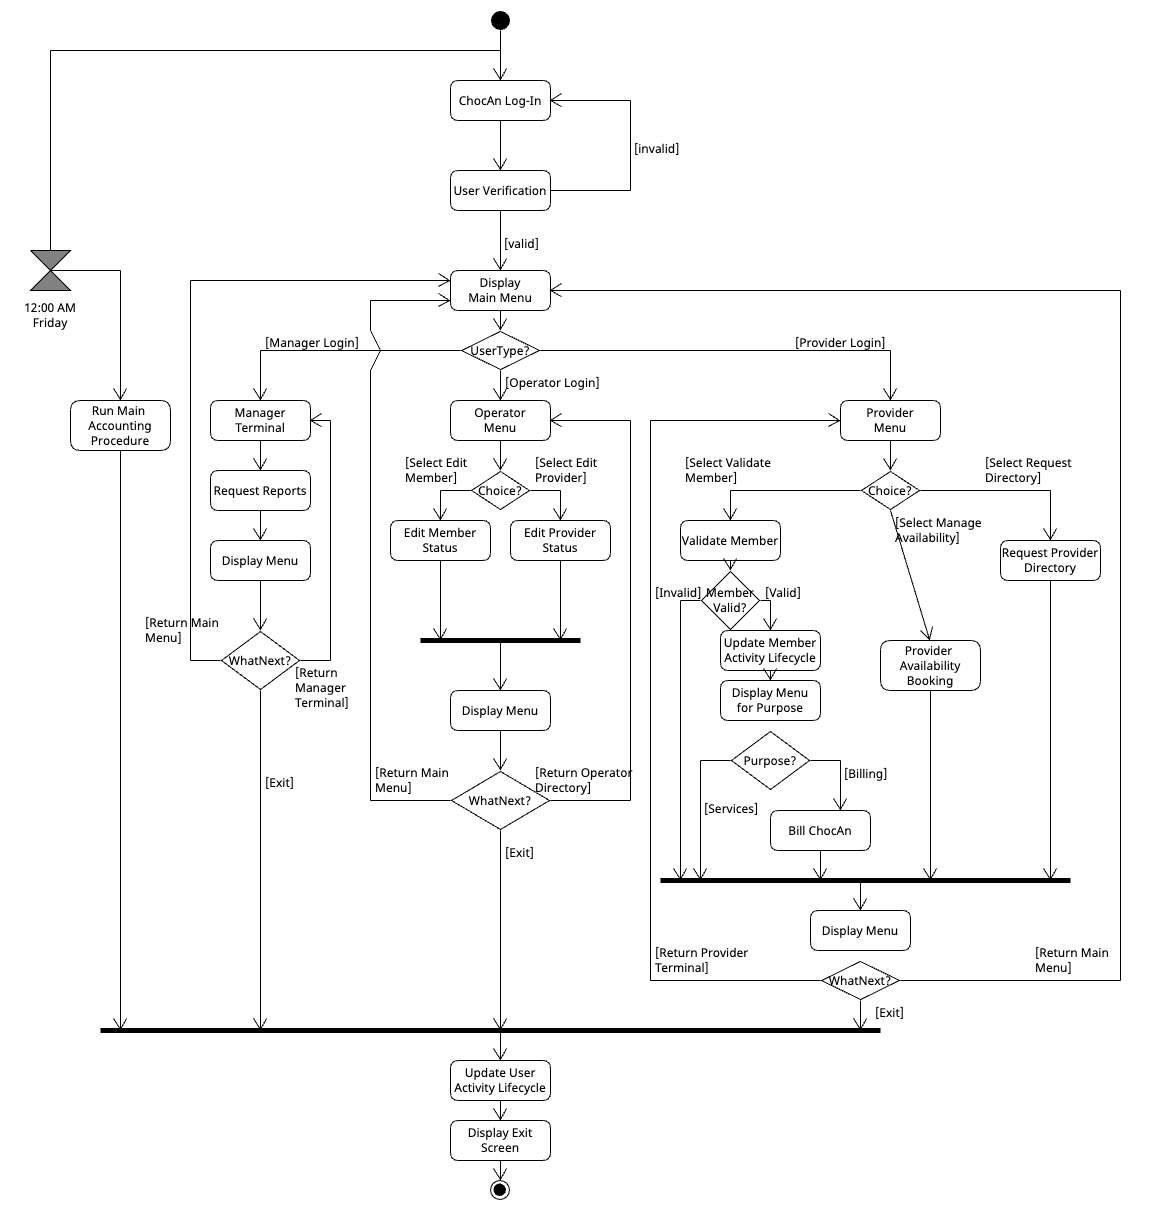 ChocAn Log-In
[invalid]
User Verification
[valid]
Display
Main Menu
12:00 AM
Friday
[Manager Login]
UserType?
[Provider Login]
[Operator Login]
Run Main
Accounting
Procedure
Manager
Terminal
Operator
Menu
Provider
Menu
[Select Edit
Member]
[Select Edit
Provider]
[Select Validate
Member]
[Select Request
Directory]
Request Reports
Choice?
Choice?
[Select Manage
Availability]
Edit Member
Status
Edit Provider
Status
Validate Member
Request Provider
Directory
Display Menu
[Invalid]
Member
Valid?
[Valid]
[Return Main
Menu]
WhatNext?
[Return
Manager
Terminal]
Update Member
Activity Lifecycle
Provider
Availability
Booking
Display Menu
for Purpose
Display Menu
[Exit]
[Return Main
Menu]
WhatNext?
[Return Operator
Directory]
Purpose?
[Billing]
[Services]
Bill ChocAn
[Exit]
Display Menu
[Return Provider
Terminal]
WhatNext?
[Return Main
Menu]
[Exit]
Update User
Activity Lifecycle
Display Exit
Screen